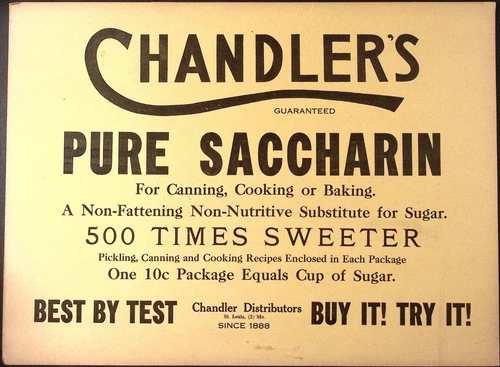 CHANDLER'S
GUARANTEED
PURE SACCHARIN
For Canning, Cooking or Baking.
A Non-Fattening Non-Nutritive Substitute for Sugar.
500 TIMES SWEETER
Pickling, Canning and Cooking Recipes Enclosed in Each Package
One 10c Package Equals Cup of Sugar.
BEST BY TEST
Chandler Distributors
St. Louis, (2) Mo.
SINCE 1888
BUY IT! TRY IT!